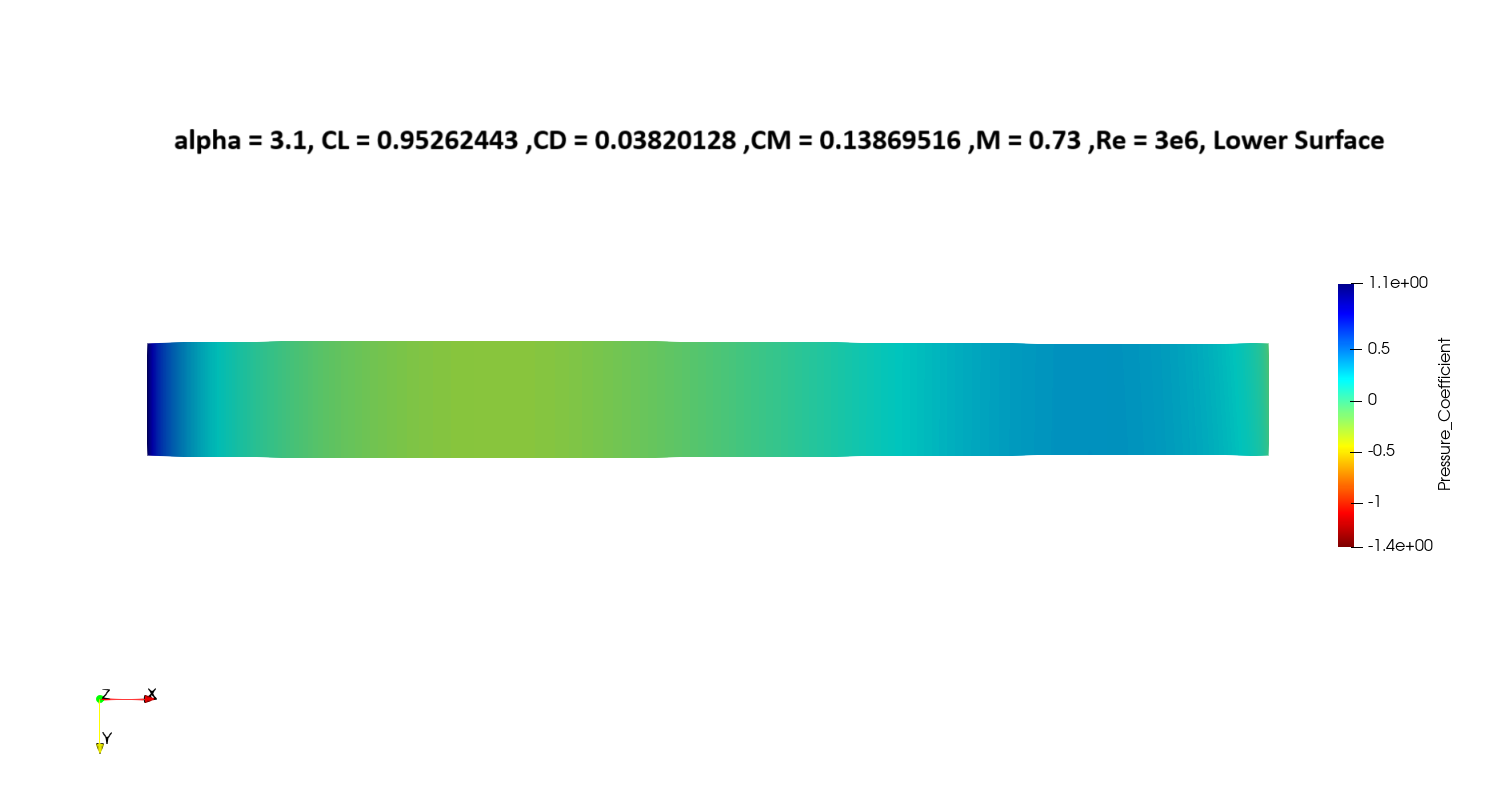 alpha = 3.1, CL = 0.95262443 ,CD = 0.03820128 ,CM = 0.13869516 ,M = 0.73 ,Re = 3e6, Lower Surface
1.1e+00
0.5
0
-0.5
-1
-1.4e+00
Pressure_Coefficient
Z
X
Y